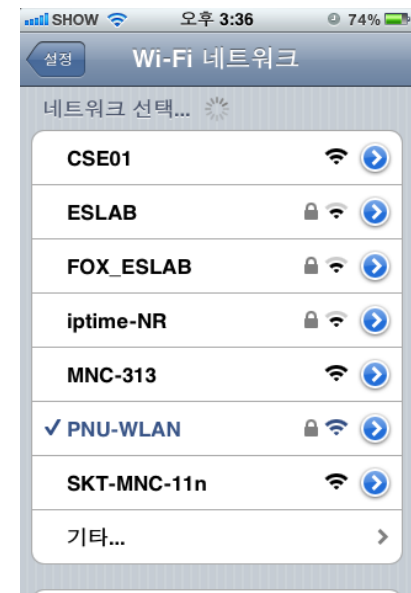 SHOW 오후 3:36 74%
설정 Wi-Fi 네트워크
네트워크 선택...
CSE01
ESLAB
FOX_ESLAB
iptime-NR
MNC-313
✓ PNU-WLAN
SKT-MNC-11n
기타...